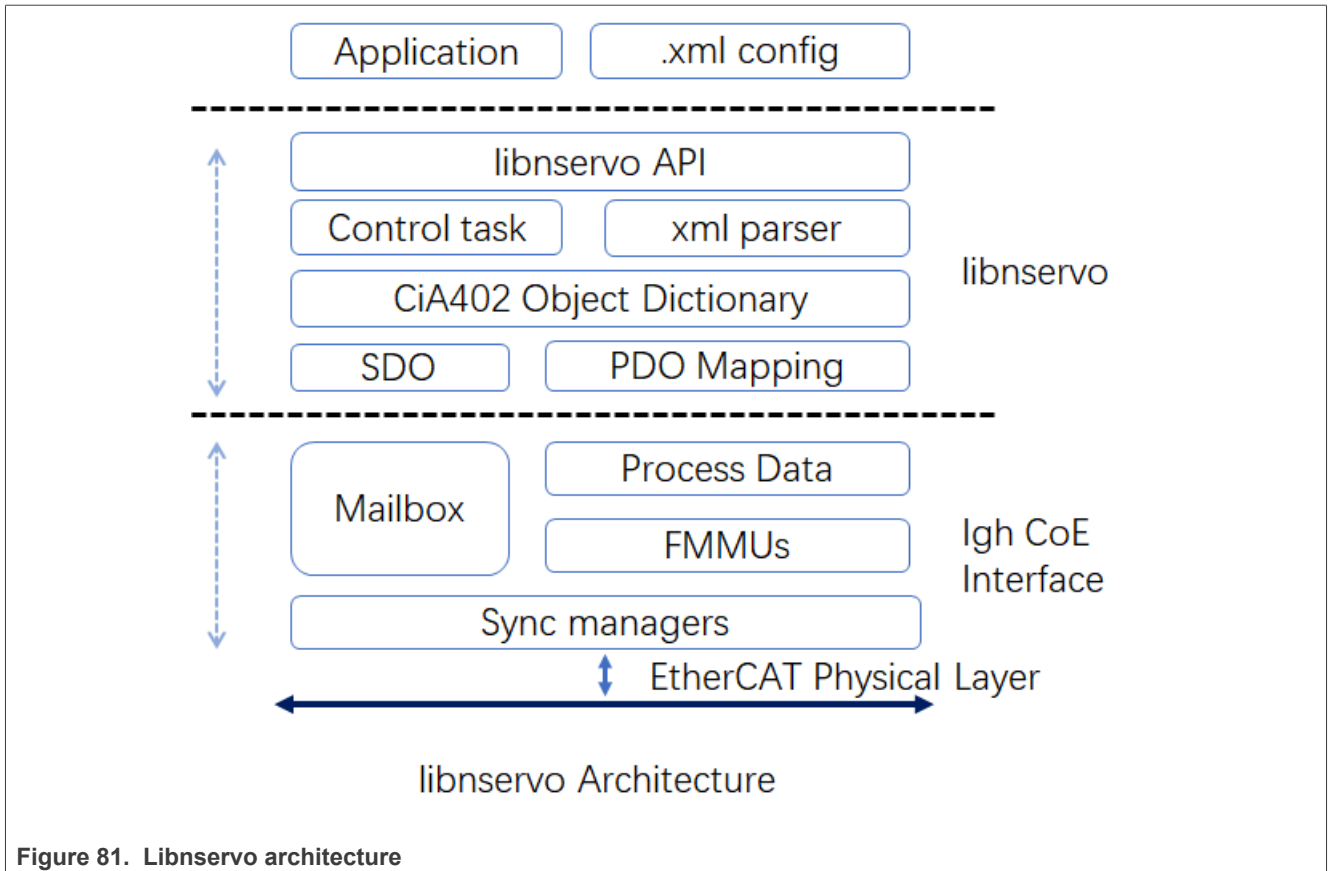 Application
.xml config
libnservo API
Control task
xml parser
libnservo
CiA402 Object Dictionary
SDO
PDO Mapping
Mailbox
Process Data
FMMUs
Igh CoE
Interface
Sync managers
EtherCAT Physical Layer
libnservo Architecture
Figure 81. Libnservo architecture